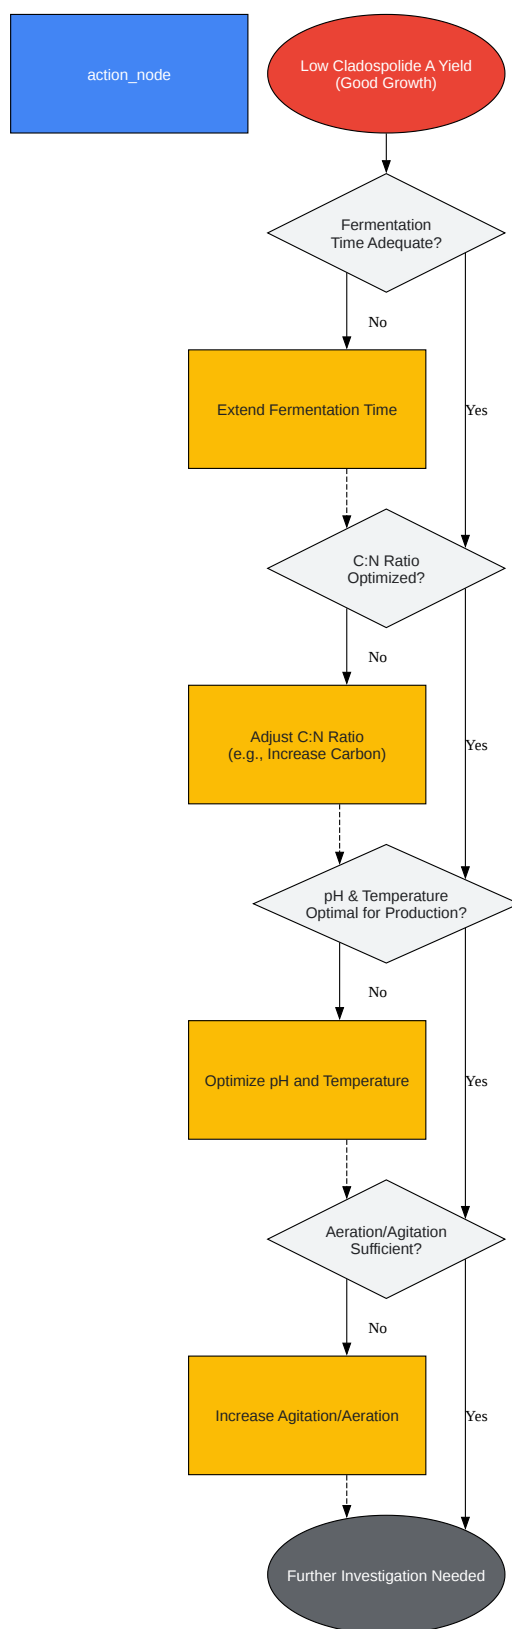 action_node
Low Cladospolide A Yield
(Good Growth)
Fermentation
Time Adequate?
No
Extend Fermentation Time
Yes
C:N Ratio
Optimized?
No
Adjust C:N Ratio
(e.g., Increase Carbon)
Yes
pH & Temperature
Optimal for Production?
No
Optimize pH and Temperature
Yes
Aeration/Agitation
Sufficient?
No
Increase Agitation/Aeration
Yes
Further Investigation Needed